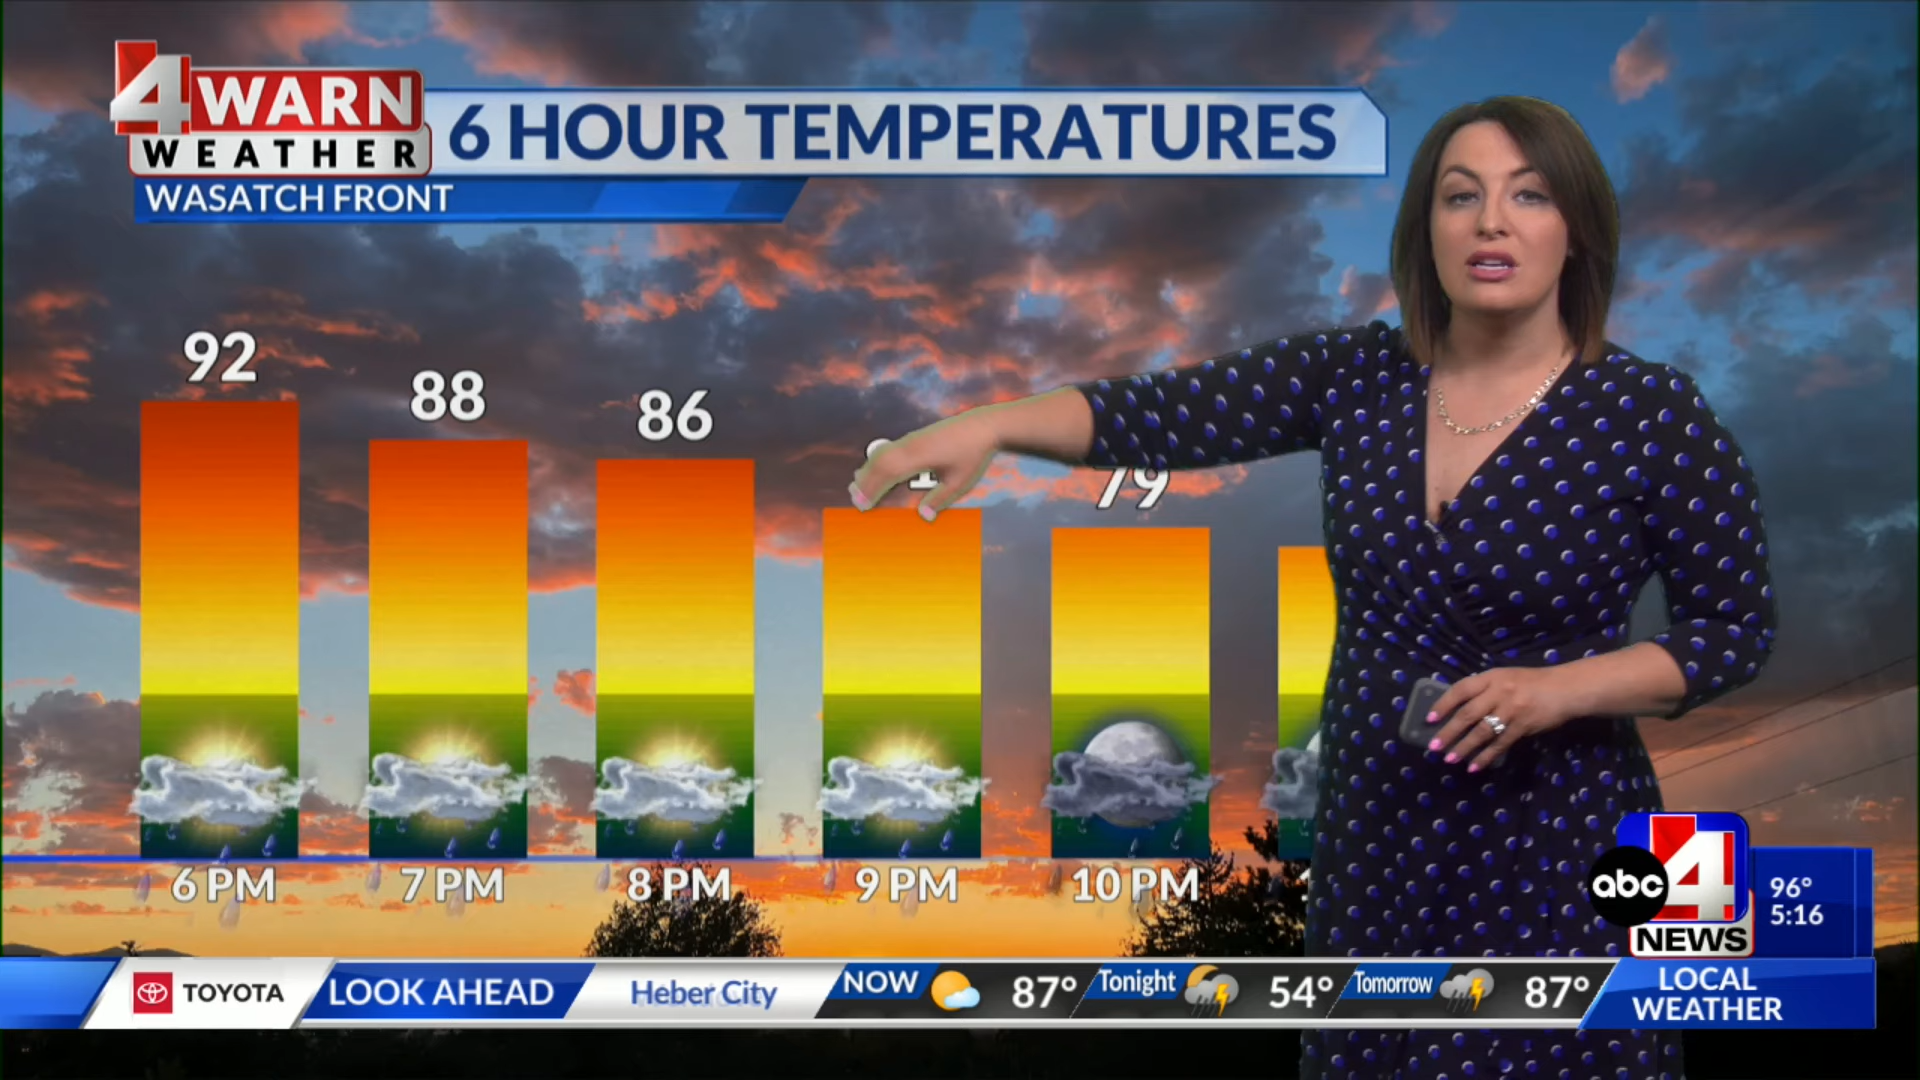 4 WARN
WEATHER
6 HOUR TEMPERATURES
WASATCH FRONT
92
88
86
79
6 PM
7 PM
8 PM
9 PM
10 PM
abc
4
NEWS
96°
5:16
TOYOTA
LOOK AHEAD
Heber City
NOW
87°
Tonight
54°
Tomorrow
87°
LOCAL
WEATHER